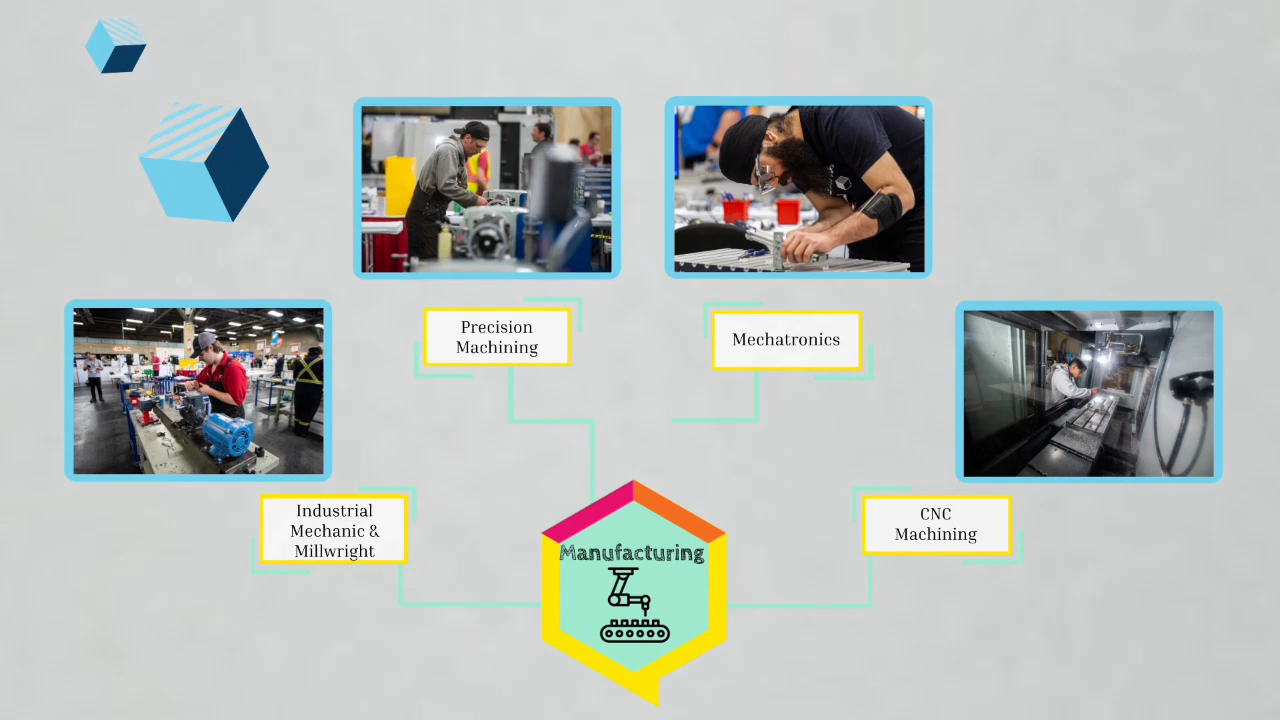 Precision
Machining
Mechatronics
Industrial
Mechanic &
Millwright
CNC
Machining
Manufacturing